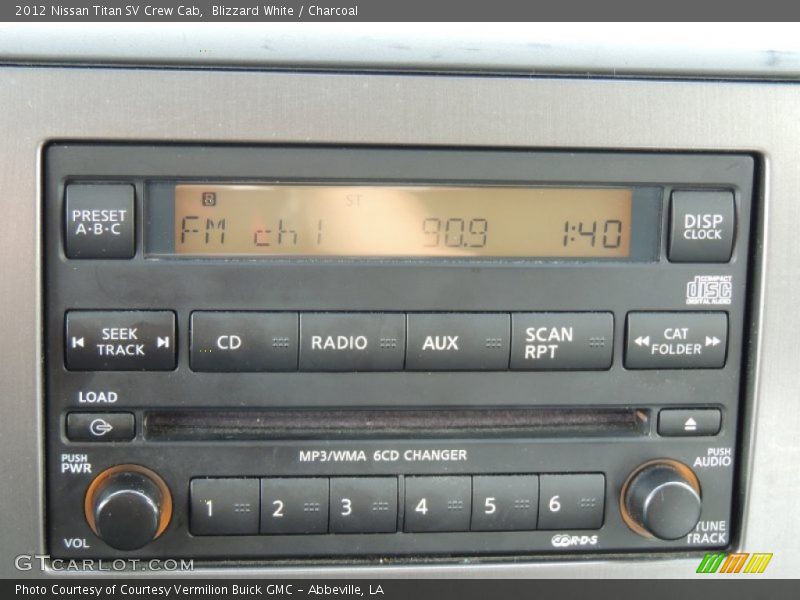 2012 Nissan Titan SV Crew Cab,  Blizzard White / Charcoal
PRESET
A·B·C
B
ST
FM ch 1 90.9 1:40
DISP
CLOCK
COMPACT
disc
DIGITAL AUDIO
SEEK
TRACK
CD
RADIO
AUX
SCAN
RPT
CAT
FOLDER
LOAD
MP3/WMA 6CD CHANGER
PUSH
PWR
VOL
1 2 3 4 5 6
R·D·S
PUSH
AUDIO
TUNE
TRACK
GTCARLOT.COM
Photo Courtesy of Courtesy Vermilion Buick GMC – Abbeville, LA